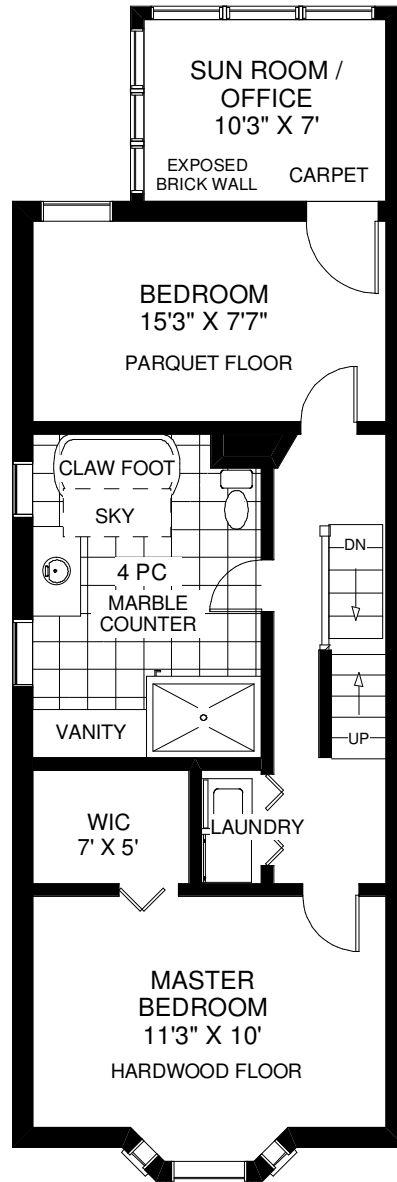 SUN ROOM /
OFFICE
10'3" X 7'
EXPOSED
BRICK WALL
CARPET
BEDROOM
15'3" X 7'7"
PARQUET FLOOR
CLAW FOOT
SKY
4 PC
MARBLE
COUNTER
VANITY
DN
UP
WIC
7' X 5'
LAUNDRY
MASTER
BEDROOM
11'3" X 10'
HARDWOOD FLOOR